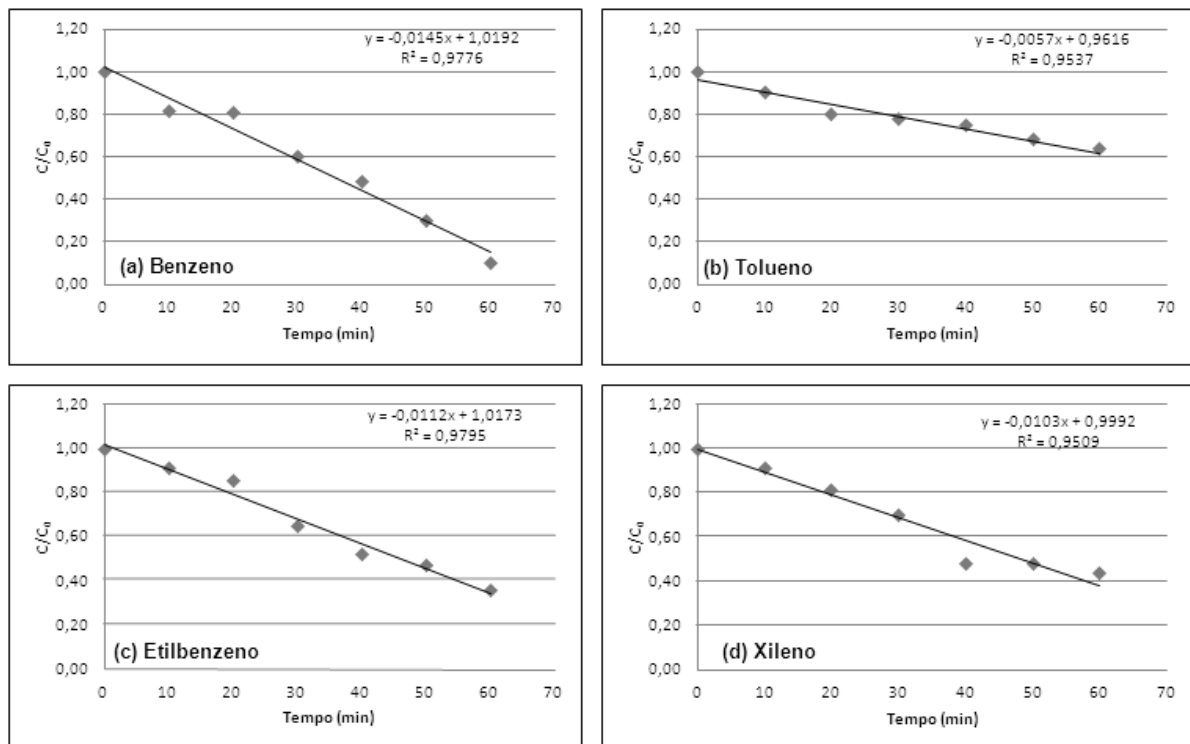 y = -0,0145x + 1,0192
R² = 0,9776
1,20
1,00
0,80
0,60
0,40
0,20
0,00
C/C₀
(a) Benzeno
0 10 20 30 40 50 60 70
Tempo (min)
y = -0,0057x + 0,9616
R² = 0,9537
1,20
1,00
0,80
0,60
0,40
0,20
0,00
C/C₀
(b) Tolueno
0 10 20 30 40 50 60 70
Tempo (min)
y = -0,0112x + 1,0173
R² = 0,9795
1,20
1,00
0,80
0,60
0,40
0,20
0,00
C/C₀
(c) Etilbenzeno
0 10 20 30 40 50 60 70
Tempo (min)
y = -0,0103x + 0,9992
R² = 0,9509
1,20
1,00
0,80
0,60
0,40
0,20
0,00
C/C₀
(d) Xileno
0 10 20 30 40 50 60 70
Tempo (min)